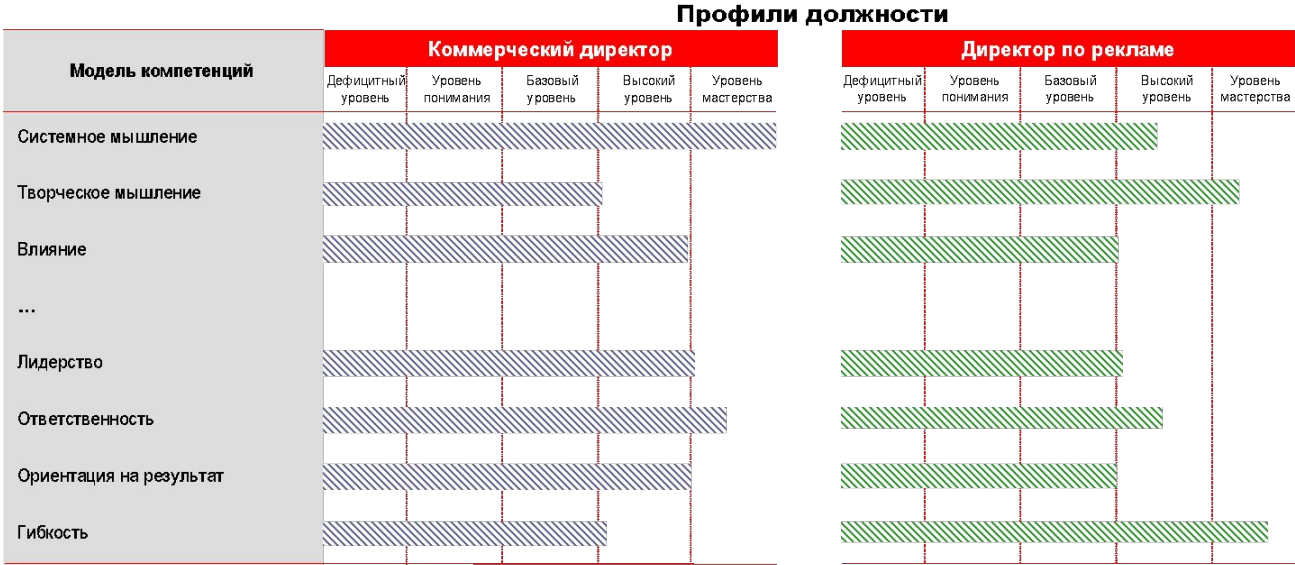 Профили должности
Модель компетенций
Коммерческий директор
Дефицитный уровень
Уровень понимания
Базовый уровень
Высокий уровень
Уровень мастерства
Директор по рекламе
Дефицитный уровень
Уровень понимания
Базовый уровень
Высокий уровень
Уровень мастерства
Системное мышление
Творческое мышление
Влияние
...
Лидерство
Ответственность
Ориентация на результат
Гибкость